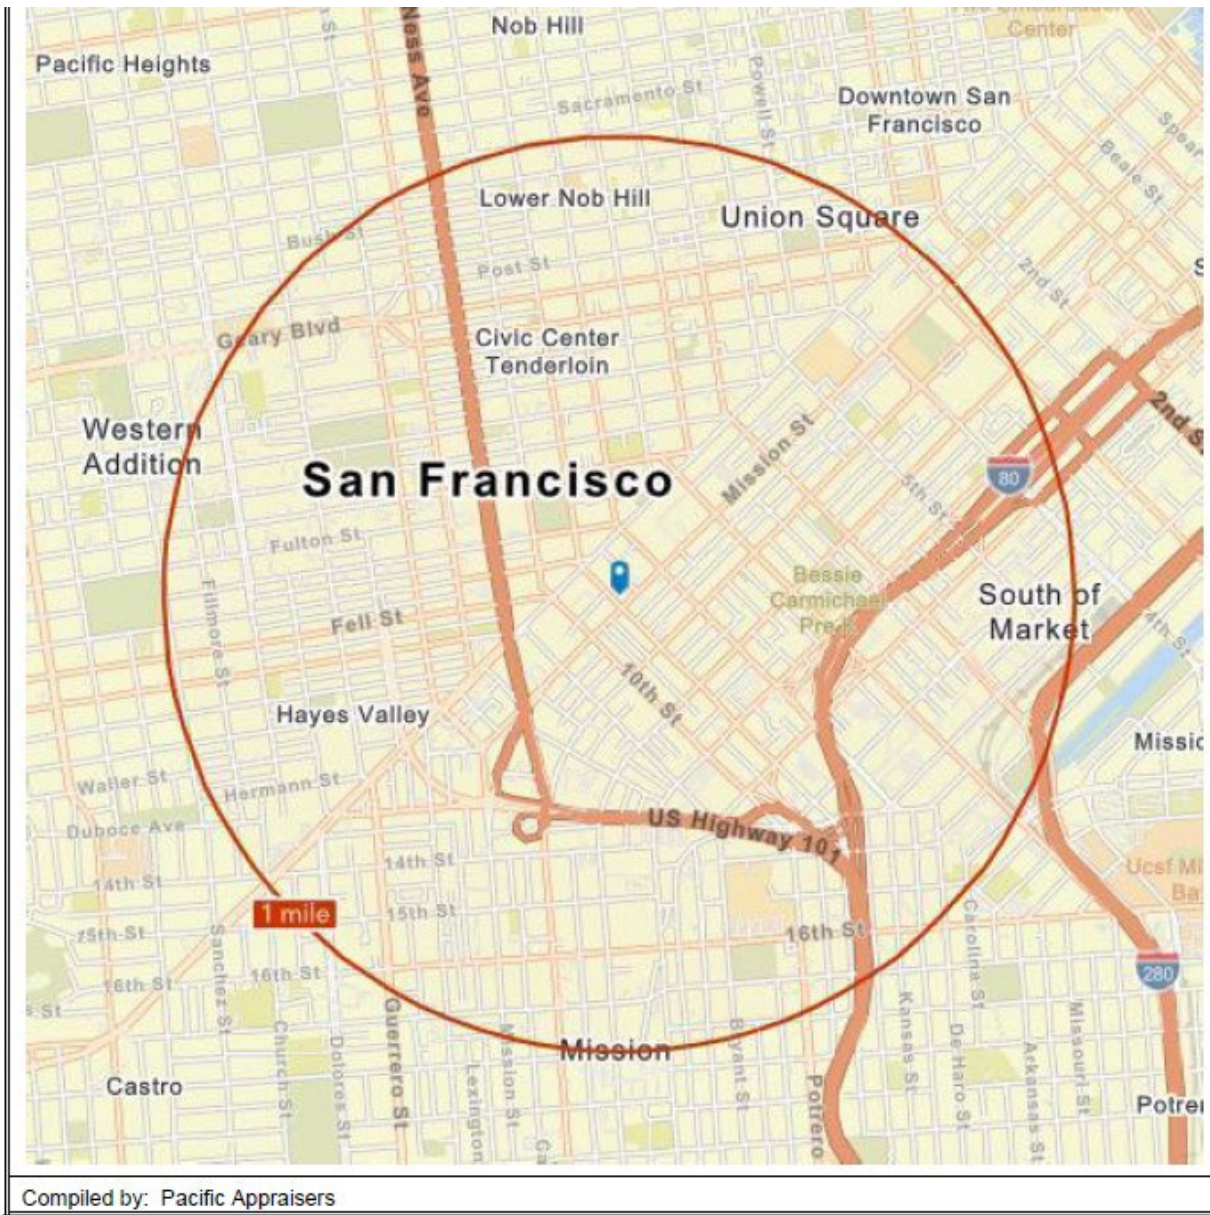 Nob Hill
Center
Pacific Heights
Ness Ave
Powell St
Sacramento St
Downtown San
Francisco
Spear
Beale St
Lower Nob Hill
Union Square
Bush St
Post St
2nd St
Geary Blvd
Civic Center
Tenderloin
2nd S
Western
Addition
San Francisco
Mission St
80
5th St
Fulton St
Bessie
Carmichael
Pre-K
South of
Market
Fillmore St
Fell St
4th St
10th St
Hayes Valley
Missio
Waller St
Hermann St
Duboce Ave
US Highway 101
14th St
14th St
Ucsf Mi
Ba
1 mile
15th St
15th St
16th St
Sanchez St
16th St
16th St
Carolina St
280
s St
Guerrero St
Kansas St
Missouri St
Church St
Dolores St
Mission St
Mission
Bryant St
De Haro St
Arkansas St
Castro
Lexington
Potrero
Potrer
Ca
Compiled by: Pacific Appraisers